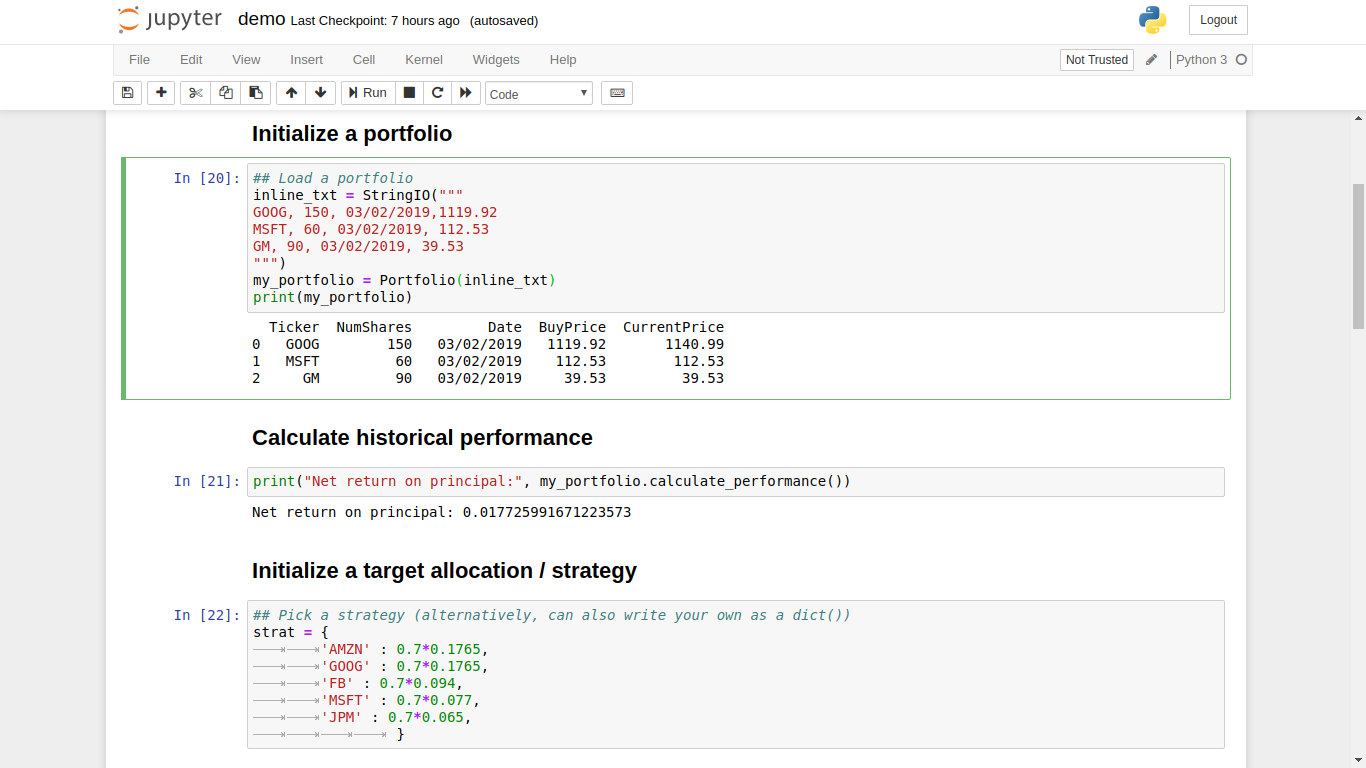 jupyter demo Last Checkpoint: 7 hours ago (autosaved) Logout
File Edit View Insert Cell Kernel Widgets Help Not Trusted Python 3
Run Code
Initialize a portfolio
In [20]: ## Load a portfolio
inline_txt = StringIO("""
GOOG, 150, 03/02/2019,1119.92
MSFT, 60, 03/02/2019, 112.53
GM, 90, 03/02/2019, 39.53
""")
my_portfolio = Portfolio(inline_txt)
print(my_portfolio)
Ticker NumShares Date BuyPrice CurrentPrice
0 GOOG 150 03/02/2019 1119.92 1140.99
1 MSFT 60 03/02/2019 112.53 112.53
2 GM 90 03/02/2019 39.53 39.53
Calculate historical performance
In [21]: print("Net return on principal:", my_portfolio.calculate_performance())
Net return on principal: 0.017725991671223573
Initialize a target allocation / strategy
In [22]: ## Pick a strategy (alternatively, can also write your own as a dict())
strat = {
'AMZN' : 0.7*0.1765,
'GOOG' : 0.7*0.1765,
'FB' : 0.7*0.094,
'MSFT' : 0.7*0.077,
'JPM' : 0.7*0.065,
}